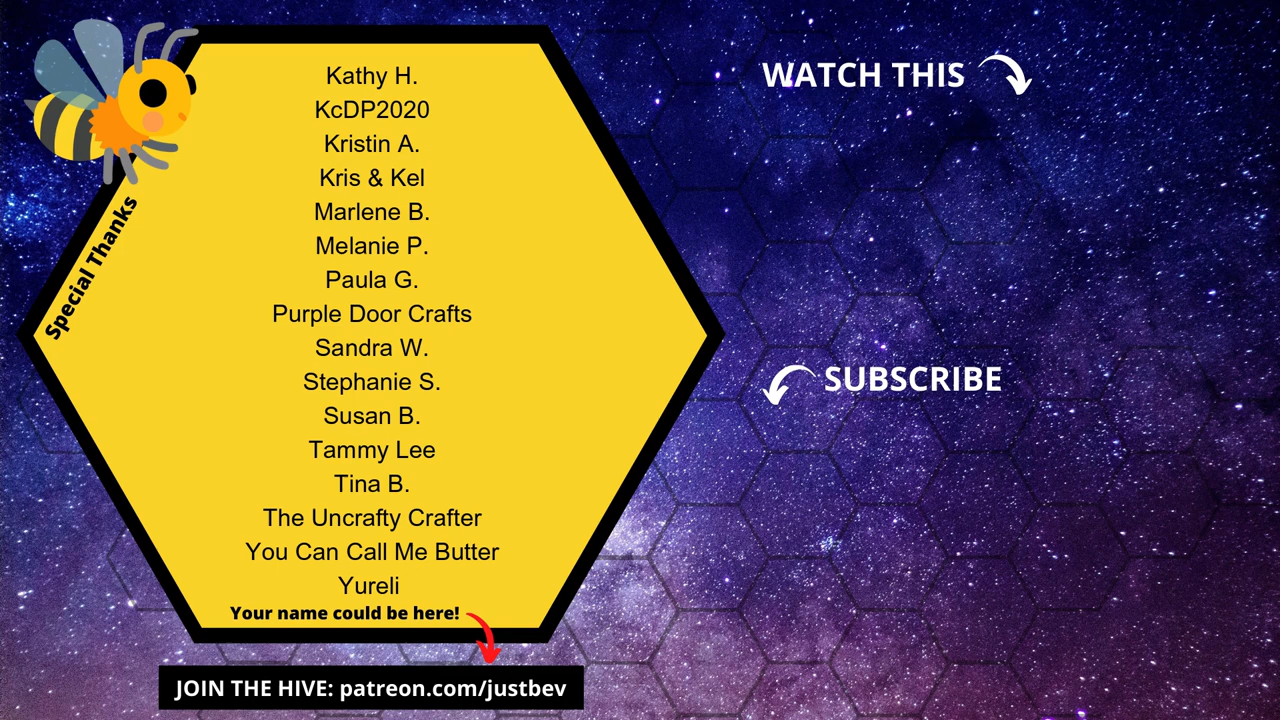 Special Thanks
Kathy H.
KcDP2020
Kristin A.
Kris & Kel
Marlene B.
Melanie P.
Paula G.
Purple Door Crafts
Sandra W.
Stephanie S.
Susan B.
Tammy Lee
Tina B.
The Uncrafty Crafter
You Can Call Me Butter
Yureli
Your name could be here!
JOIN THE HIVE: patreon.com/justbev
WATCH THIS
SUBSCRIBE